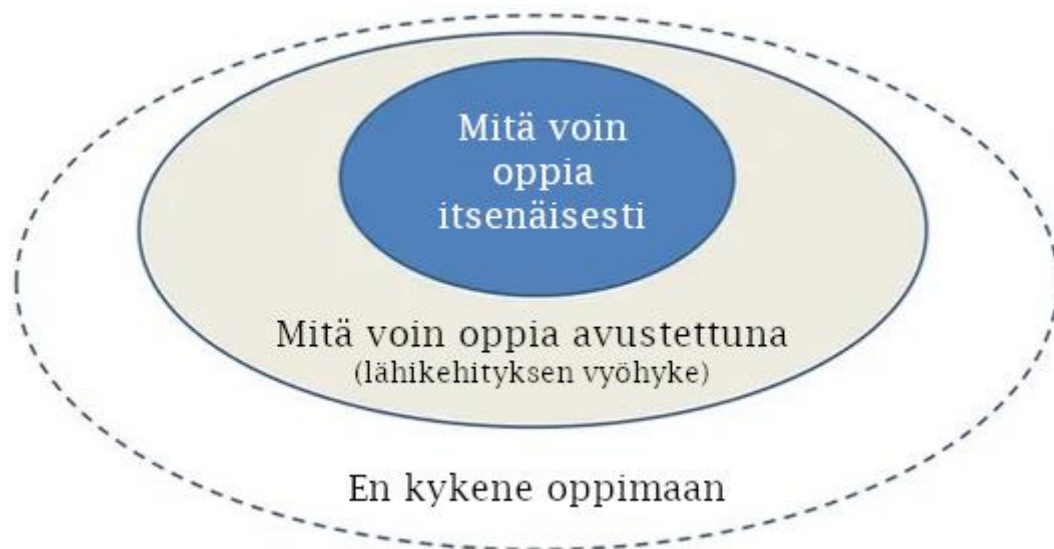 Mitä voin
oppia
itsenäisesti
Mitä voin oppia avustettuna
(lähikehityksen vyöhyke)
En kykene oppimaan